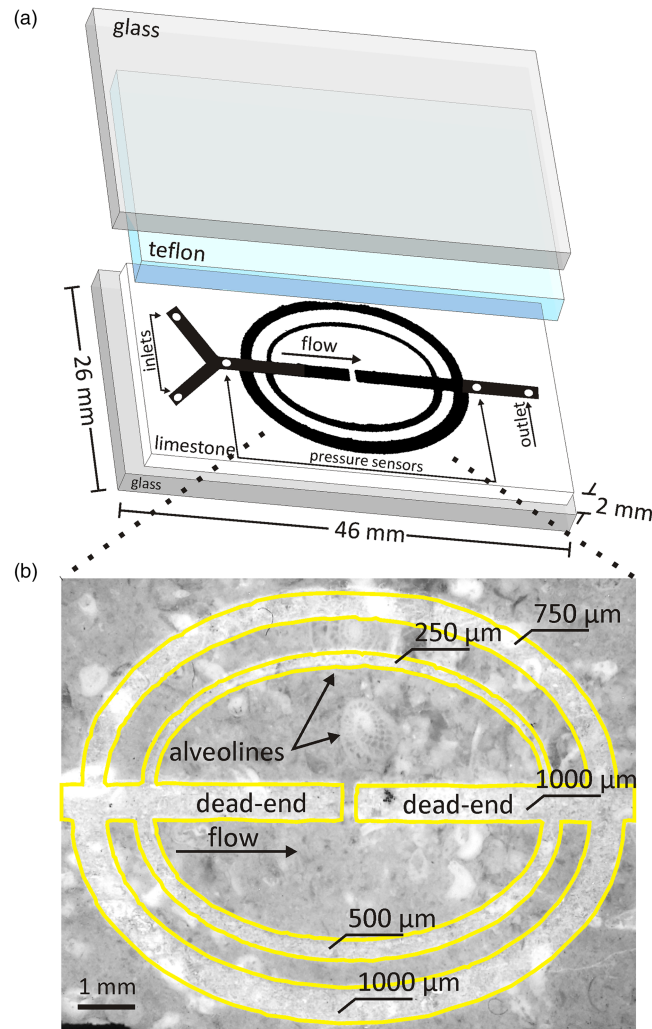 (a)
glass
teflon
inlets
flow
outlet
limestone
pressure sensors
glass
26 mm
46 mm
2 mm
(b)
750 µm
250 µm
alveolines
1000 µm
dead-end
dead-end
flow
500 µm
1000 µm
1 mm